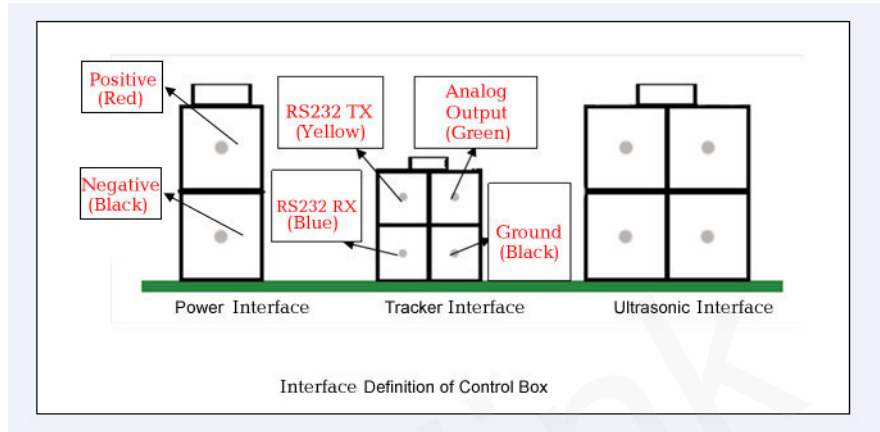 Positive
(Red)
RS232 TX
(Yellow)
Analog
Output
(Green)
Negative
(Black)
RS232 RX
(Blue)
Ground
(Black)
Power Interface
Tracker Interface
Ultrasonic Interface
Interface Definition of Control Box